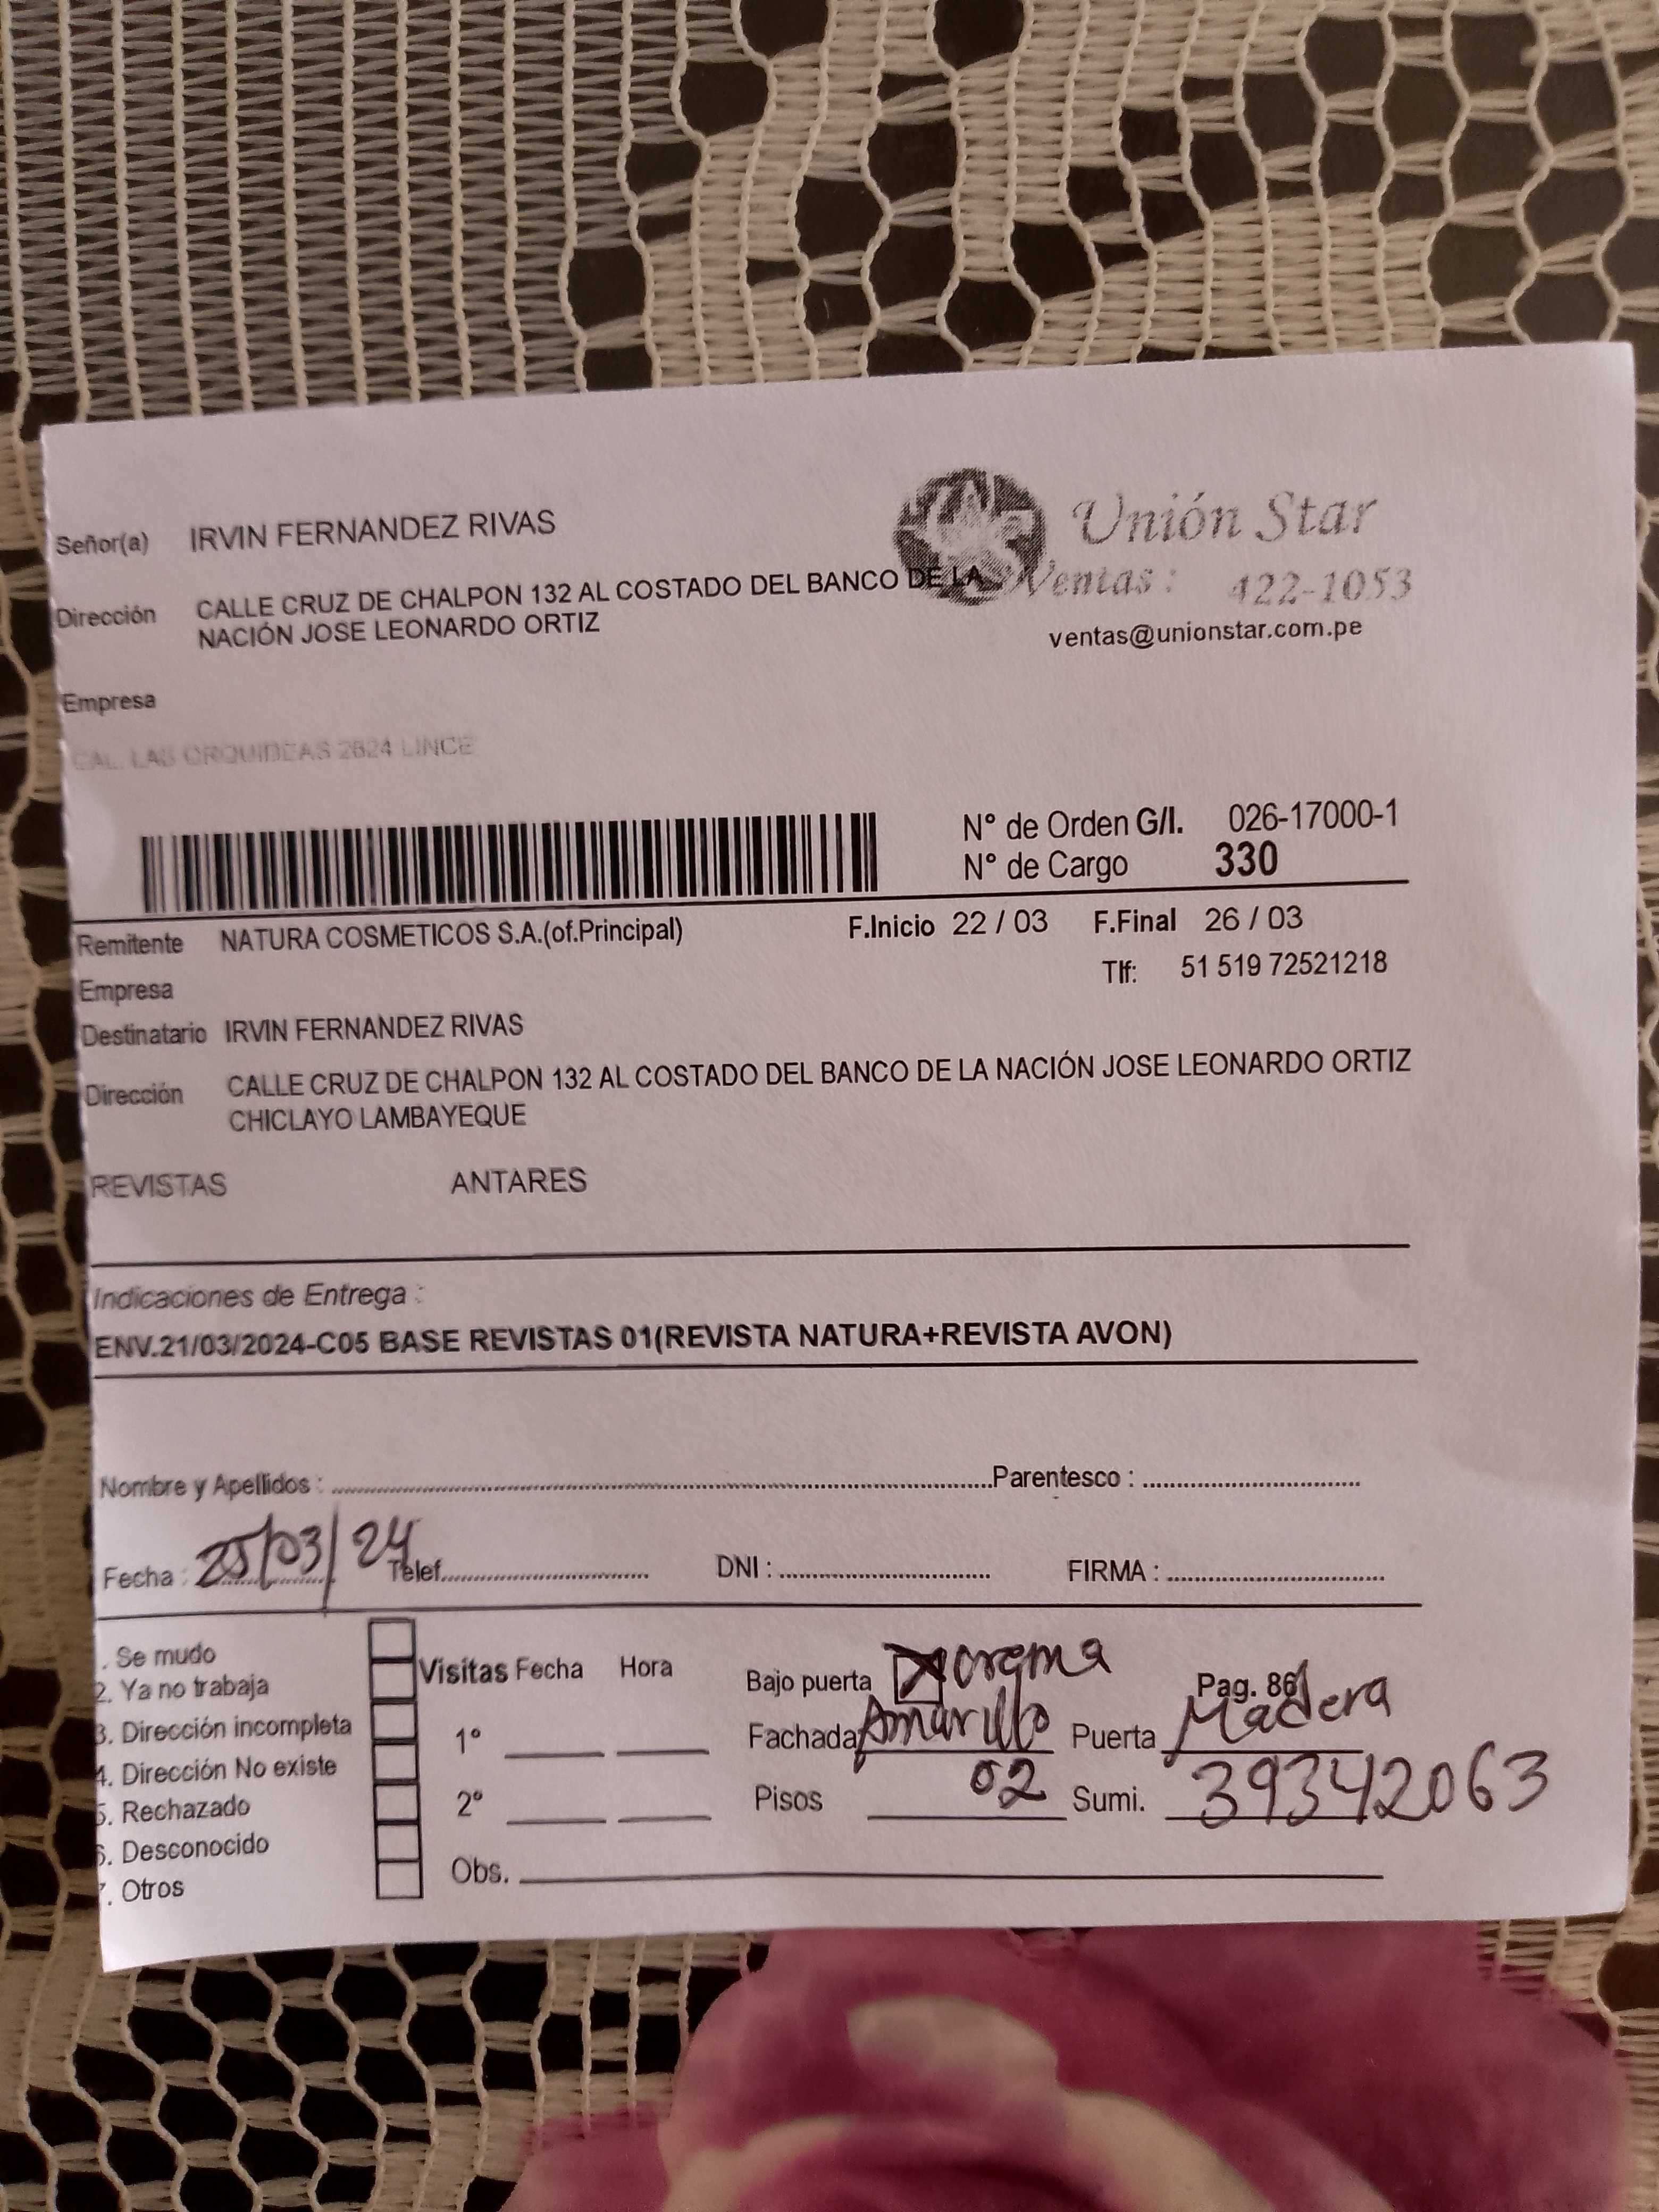 Señor(a) IRVIN FERNANDEZ RIVAS
Unión Star
Ventas : 422-1053
ventas@unionstar.com.pe
Dirección CALLE CRUZ DE CHALPON 132 AL COSTADO DEL BANCO DE LA
NACIÓN JOSE LEONARDO ORTIZ
Empresa
CAL. LAS ORQUIDEAS 2624 LINCE
N° de Orden G/I. 026-17000-1
N° de Cargo 330
Remitente NATURA COSMETICOS S.A.(of.Principal) F.Inicio 22 / 03 F.Final 26 / 03
Tlf: 51 519 72521218
Empresa
Destinatario IRVIN FERNANDEZ RIVAS
Dirección CALLE CRUZ DE CHALPON 132 AL COSTADO DEL BANCO DE LA NACIÓN JOSE LEONARDO ORTIZ
CHICLAYO LAMBAYEQUE
REVISTAS ANTARES
Indicaciones de Entrega :
ENV.21/03/2024-C05 BASE REVISTAS 01(REVISTA NATURA+REVISTA AVON)
Nombre y Apellidos : Parentesco :
Fecha : 25/03/24 Telef. DNI : FIRMA :
. Se mudo
2. Ya no trabaja
3. Dirección incompleta
4. Dirección No existe
5. Rechazado
6. Desconocido
7. Otros
Visitas Fecha Hora
1°
2°
Obs.
Bajo puerta X crema Pag. 86
Fachada Amarillo Puerta Madera
Pisos 02 Sumi. 39342063